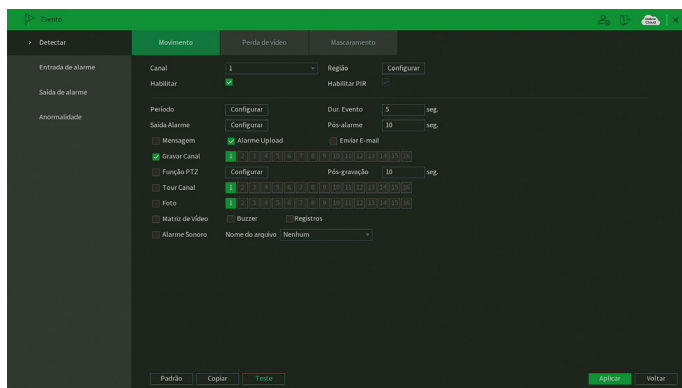 Evento
Intelbras Cloud
Detectar
Movimento Perda de vídeo Mascaramento
Entrada de alarme
Saída de alarme
Anormalidade
Canal 1 Região Configurar
Habilitar Habilitar PIR
Período Configurar Dur. Evento 5 seg.
Saída Alarme Configurar Pós-alarme 10 seg.
Mensagem Alarme Upload Enviar E-mail
Gravar Canal 1 2 3 4 5 6 7 8 9 10 11 12 13 14 15 16
Função PTZ Configurar Pós-gravação 10 seg.
Tour Canal 1 2 3 4 5 6 7 8 9 10 11 12 13 14 15 16
Foto 1 2 3 4 5 6 7 8 9 10 11 12 13 14 15 16
Matriz de Vídeo Buzzer Registros
Alarme Sonoro Nome do arquivo Nenhum
Padrão Copiar Teste Aplicar Voltar